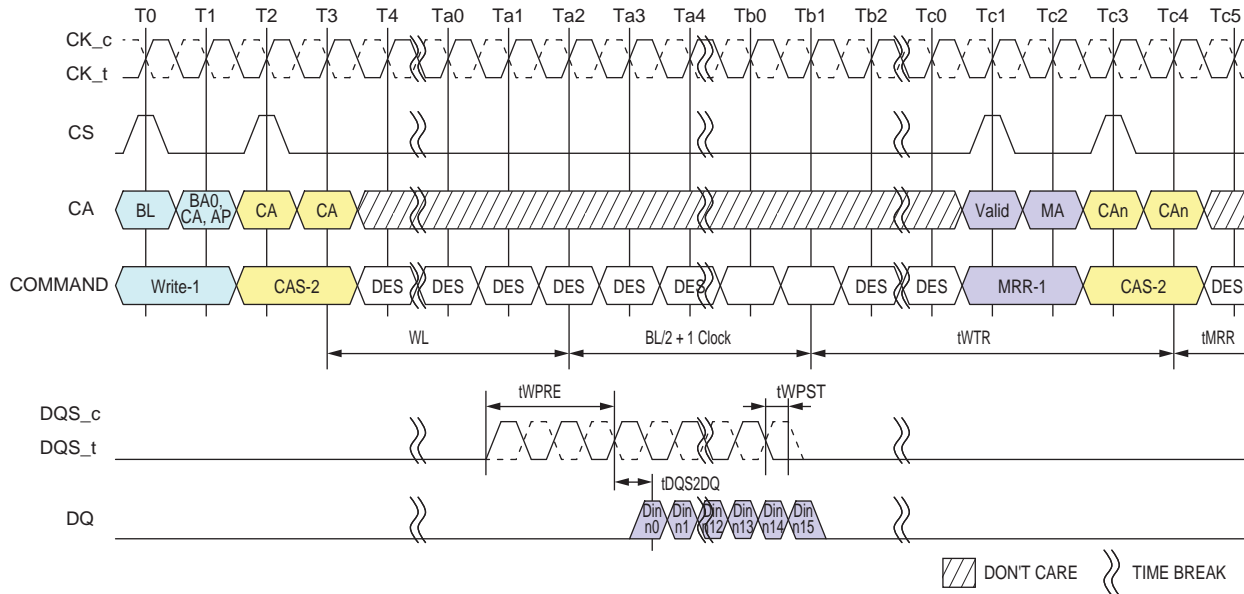 T0 T1 T2 T3 T4 Ta0 Ta1 Ta2 Ta3 Ta4 Tb0 Tb1 Tb2 Tc0 Tc1 Tc2 Tc3 Tc4 Tc5
CK_c
CK_t
CS
CA BL BA0, CA, AP CA CA Valid MA CAn CAn
COMMAND Write-1 CAS-2 DES DES DES DES DES DES DES DES MRR-1 CAS-2 DES
WL BL/2 + 1 Clock tWTR tMRR
tWPRE tWPST
DQS_c
DQS_t
tDQS2DQ
DQ Din n0 Din n1 Din n12 Din n13 Din n14 Din n15
DON'T CARE TIME BREAK